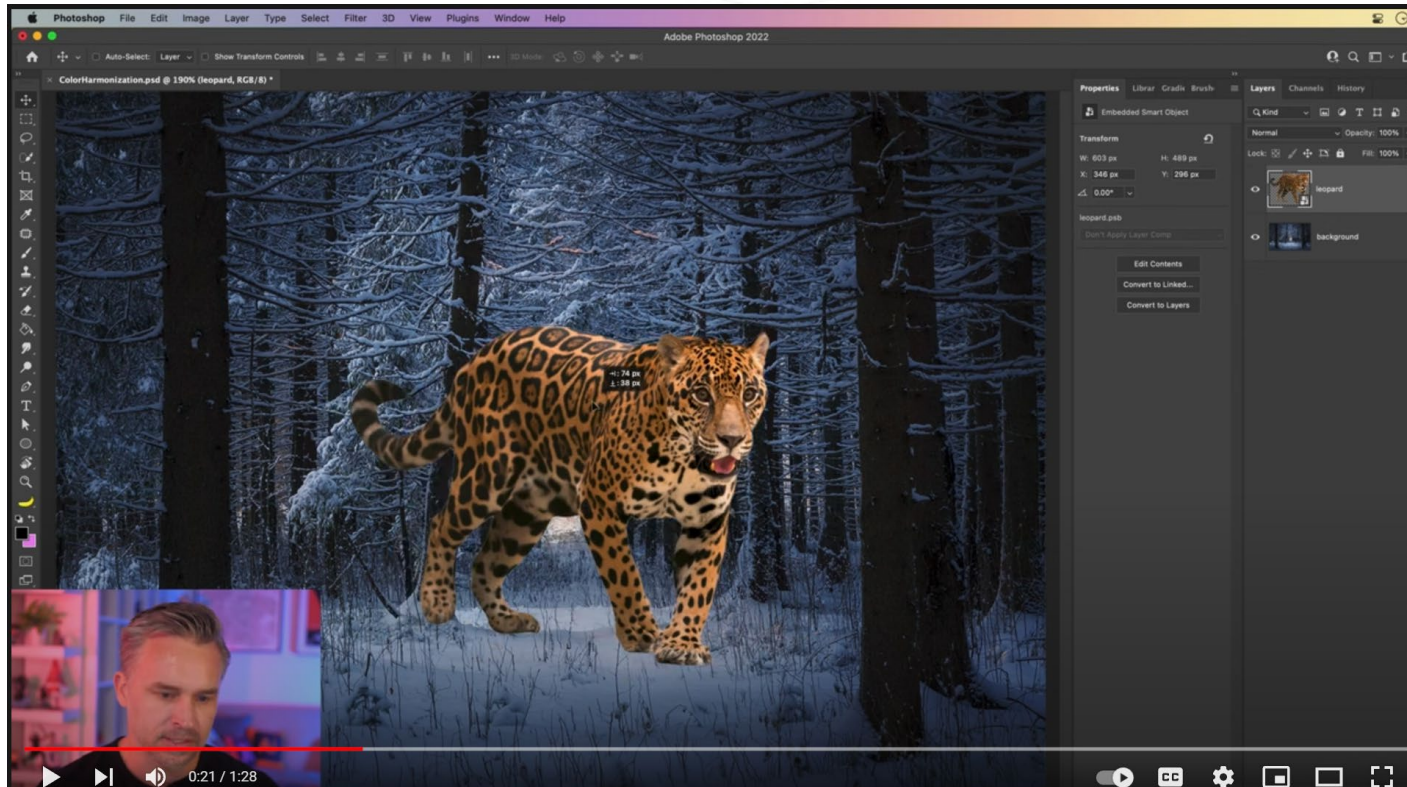 Photoshop File Edit Image Layer Type Select Filter 3D View Plugins Window Help
Adobe Photoshop 2022
Auto-Select: Layer Show Transform Controls 3D Mode:
× ColorHarmonization.psd @ 190% (leopard, RGB/8) *
Properties Librar Gradie Brush-
Embedded Smart Object
Transform
W: 603 px H: 489 px
X: 346 px Y: 296 px
0.00°
leopard.psb
Don't Apply Layer Comp
Edit Contents
Convert to Linked...
Convert to Layers
Layers Channels History
Kind
Normal Opacity: 100%
Lock: Fill: 100%
leopard
background
: 74 px
: 38 px
0:21 / 1:28
CC